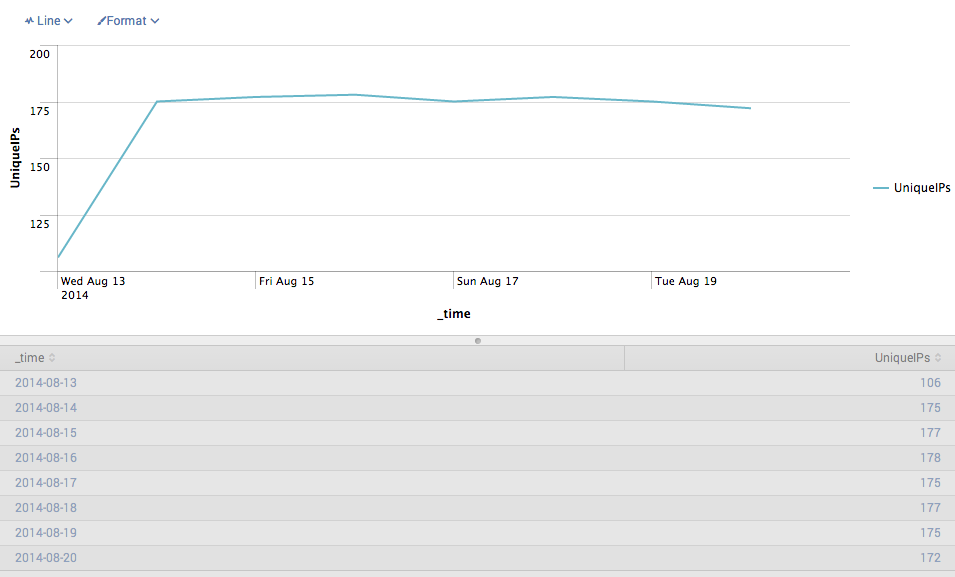 Line Format
200
175
150
125
UniqueIPs
UniqueIPs
Wed Aug 13 Fri Aug 15 Sun Aug 17 Tue Aug 19
2014
_time
_time UniqueIPs
2014-08-13 106
2014-08-14 175
2014-08-15 177
2014-08-16 178
2014-08-17 175
2014-08-18 177
2014-08-19 175
2014-08-20 172